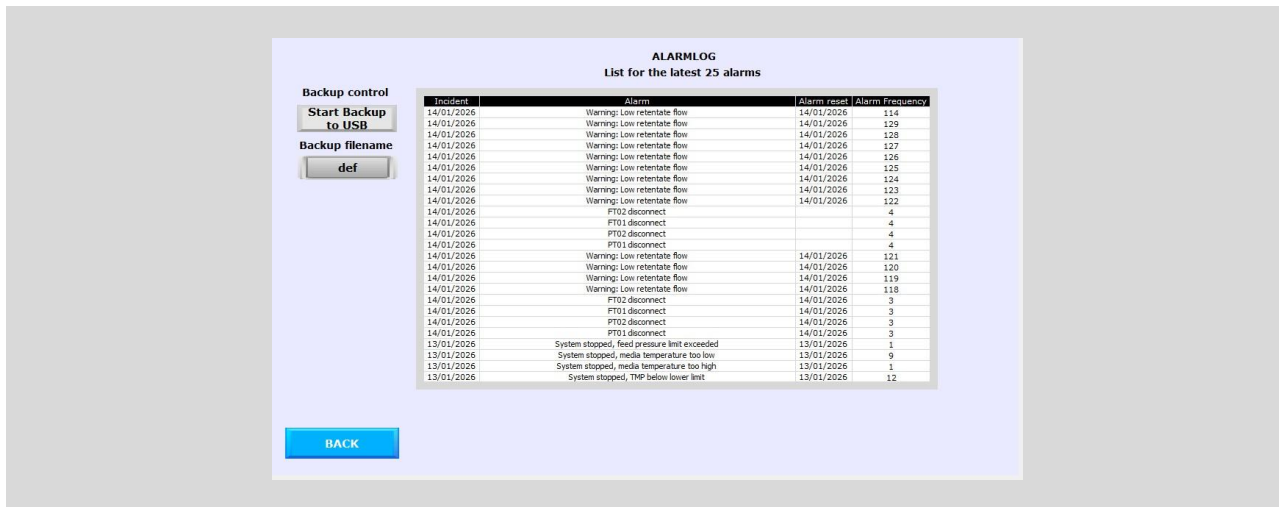 ALARMLOG
List for the latest 25 alarms
Backup control
Start Backup
to USB
Backup filename
def
Incident Alarm Alarm reset Alarm Frequency
14/01/2026 Warning: Low retentate flow 14/01/2026 114
14/01/2026 Warning: Low retentate flow 14/01/2026 129
14/01/2026 Warning: Low retentate flow 14/01/2026 128
14/01/2026 Warning: Low retentate flow 14/01/2026 127
14/01/2026 Warning: Low retentate flow 14/01/2026 126
14/01/2026 Warning: Low retentate flow 14/01/2026 125
14/01/2026 Warning: Low retentate flow 14/01/2026 124
14/01/2026 Warning: Low retentate flow 14/01/2026 123
14/01/2026 Warning: Low retentate flow 14/01/2026 122
14/01/2026 FT02 disconnect 4
14/01/2026 FT01 disconnect 4
14/01/2026 PT02 disconnect 4
14/01/2026 PT01 disconnect 4
14/01/2026 Warning: Low retentate flow 14/01/2026 121
14/01/2026 Warning: Low retentate flow 14/01/2026 120
14/01/2026 Warning: Low retentate flow 14/01/2026 119
14/01/2026 Warning: Low retentate flow 14/01/2026 118
14/01/2026 FT02 disconnect 14/01/2026 3
14/01/2026 FT01 disconnect 14/01/2026 3
14/01/2026 PT02 disconnect 14/01/2026 3
14/01/2026 PT01 disconnect 14/01/2026 3
13/01/2026 System stopped, feed pressure limit exceeded 13/01/2026 1
13/01/2026 System stopped, media temperature too low 13/01/2026 9
13/01/2026 System stopped, media temperature too high 13/01/2026 1
13/01/2026 System stopped, TMP below lower limit 13/01/2026 12
BACK